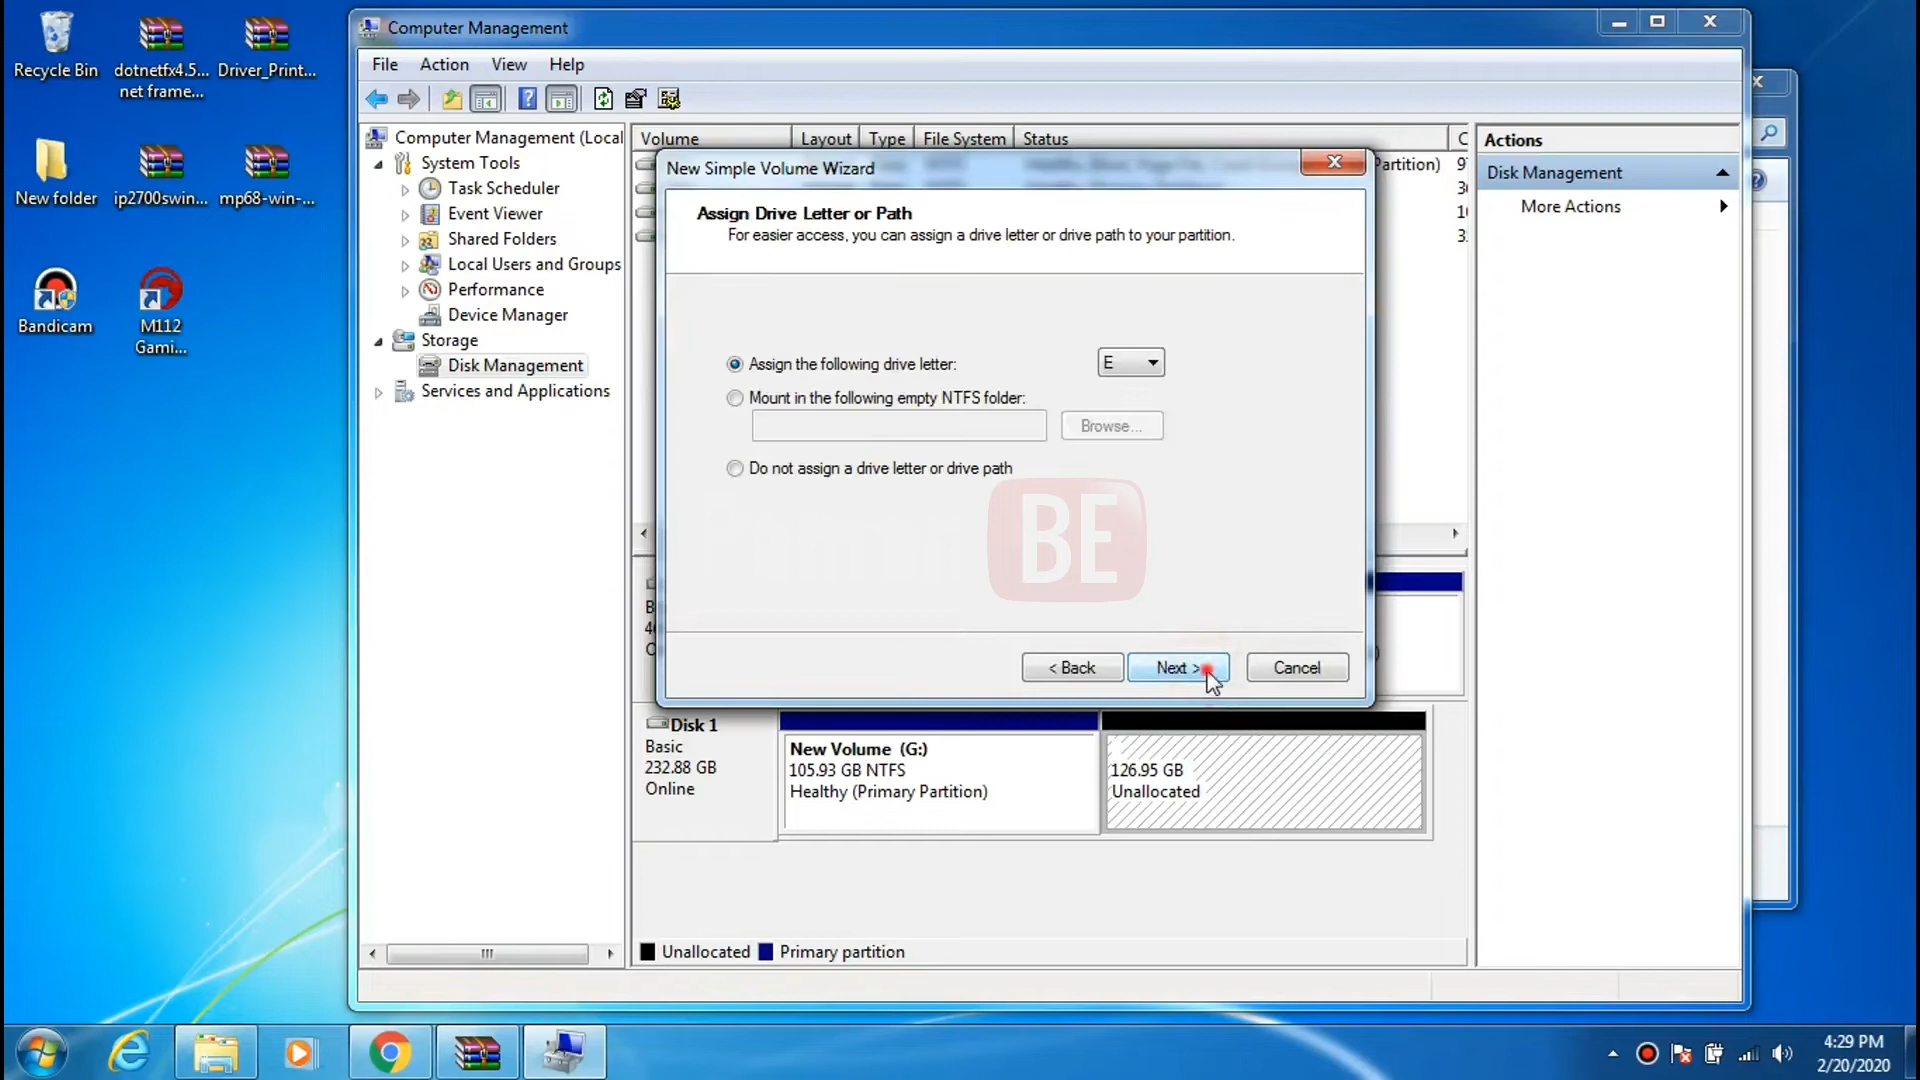 Recycle Bin
dotnetfx4.5...
net frame...
Driver_Print...
New folder
ip2700swin...
mp68-win-...
Bandicam
M112
Gami...
Computer Management
File Action View Help
Computer Management (Local
System Tools
Task Scheduler
Event Viewer
Shared Folders
Local Users and Groups
Performance
Device Manager
Storage
Disk Management
Services and Applications
Volume Layout Type File System Status C
Partition)
New Simple Volume Wizard
Assign Drive Letter or Path
For easier access, you can assign a drive letter or drive path to your partition.
Assign the following drive letter: E
Mount in the following empty NTFS folder:
Browse...
Do not assign a drive letter or drive path
BE
< Back Next > Cancel
Disk 1
Basic
232.88 GB
Online
New Volume (G:)
105.93 GB NTFS
Healthy (Primary Partition)
126.95 GB
Unallocated
Unallocated Primary partition
Actions
Disk Management
More Actions
4:29 PM
2/20/2020